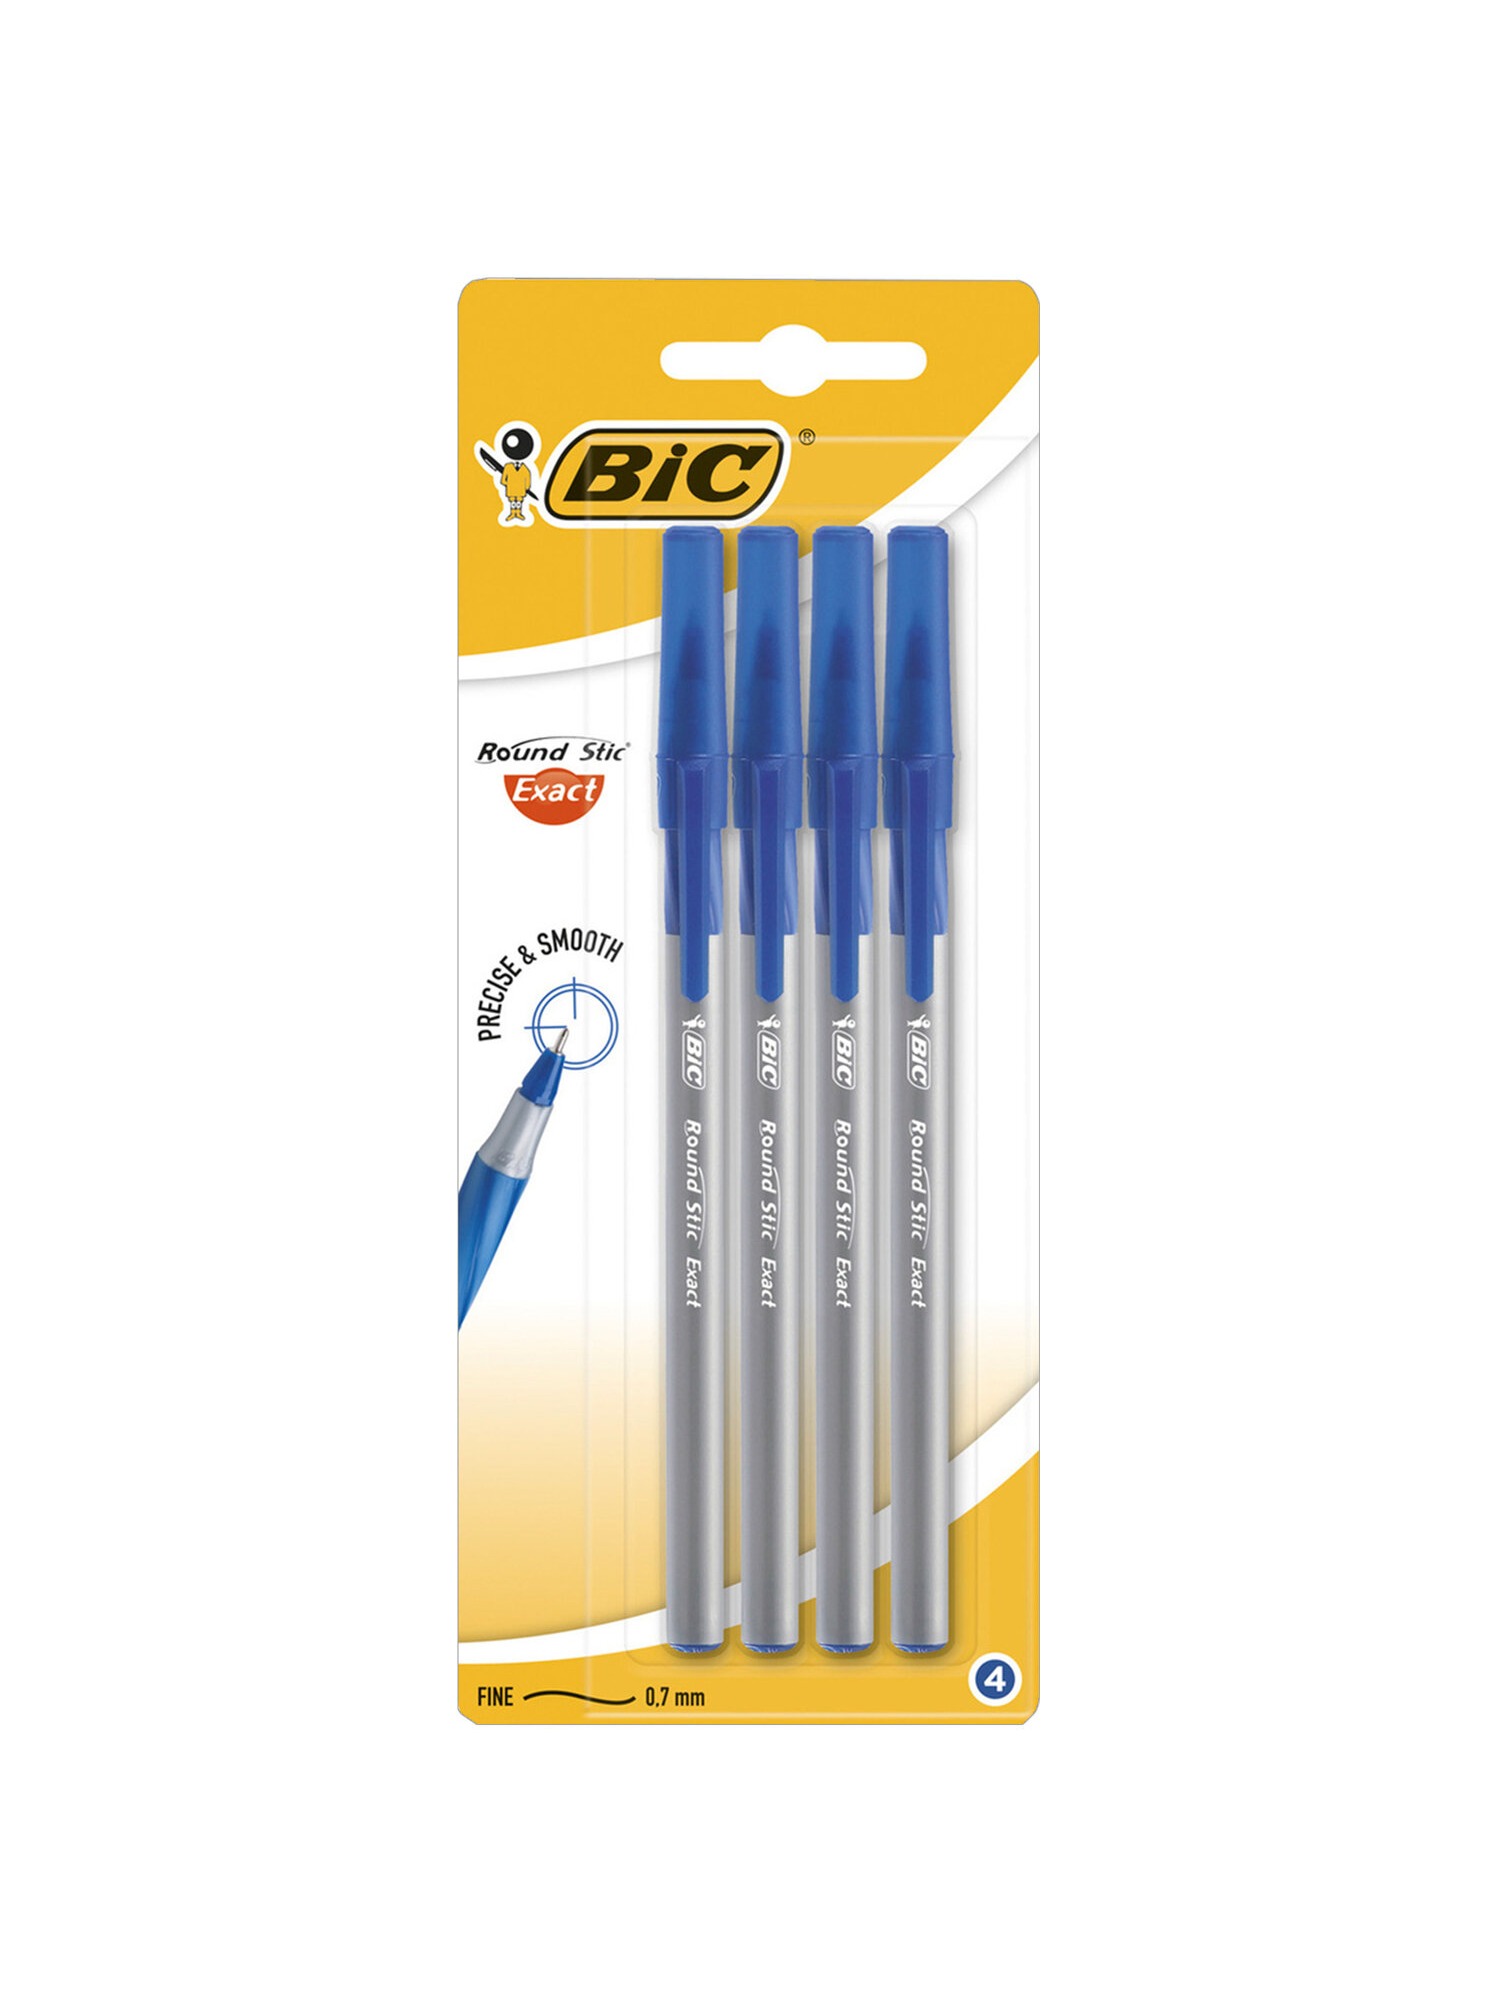 BiC®
Round Stic®
Exact
PRECISE & SMOOTH
BiC Round Stic Exact
BiC Round Stic Exact
BiC Round Stic Exact
BiC Round Stic Exact
FINE 0,7 mm
4